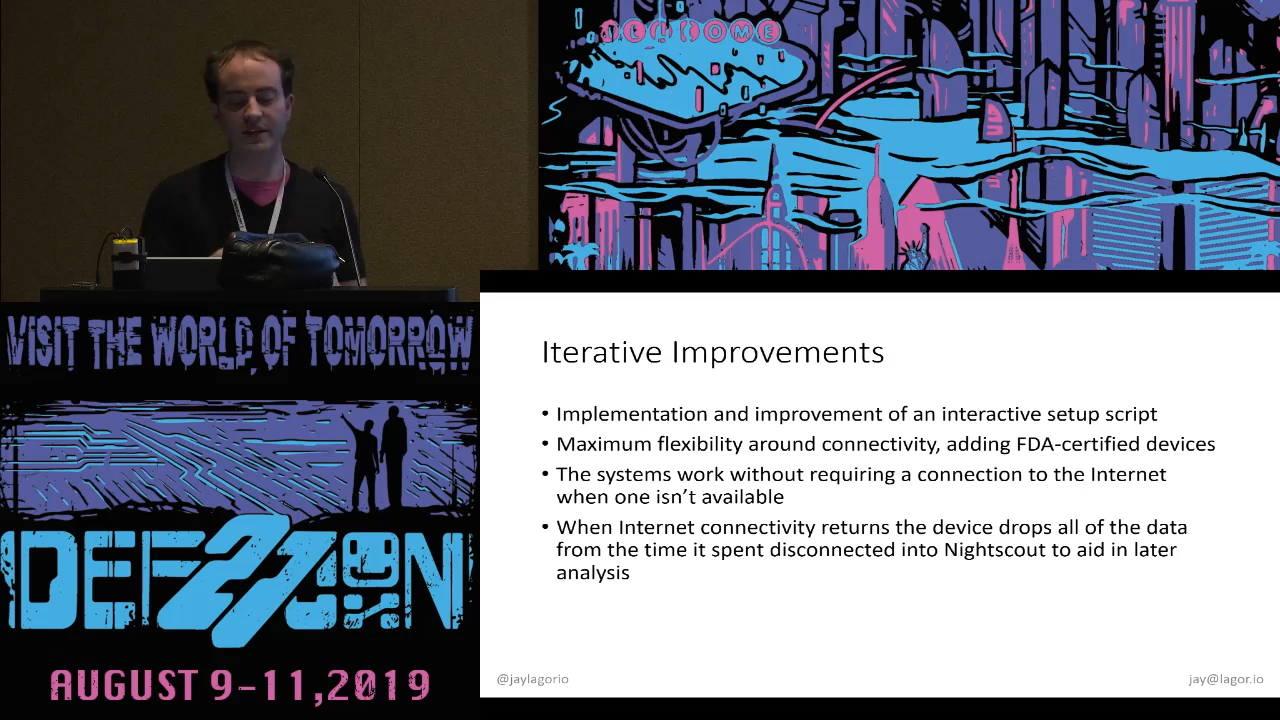 WELCOME
VISIT THE WORLD OF TOMORROW
DEF CON
27
AUGUST 9-11,2019
Iterative Improvements
• Implementation and improvement of an interactive setup script
• Maximum flexibility around connectivity, adding FDA-certified devices
• The systems work without requiring a connection to the Internet
when one isn’t available
• When Internet connectivity returns the device drops all of the data
from the time it spent disconnected into Nightscout to aid in later
analysis
@jaylagorio
jay@lagor.io